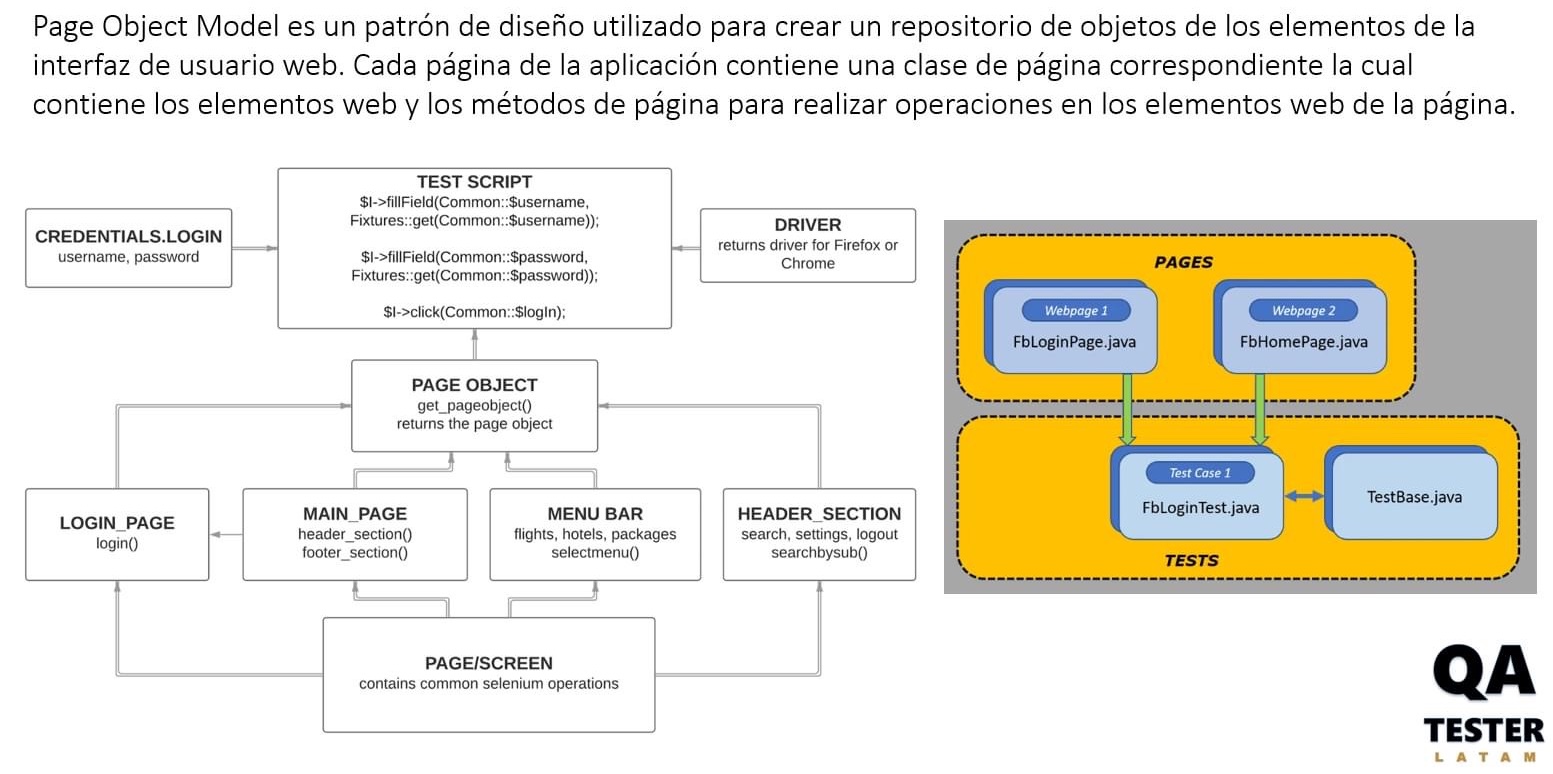 Page Object Model es un patrón de diseño utilizado para crear un repositorio de objetos de los elementos de la
interfaz de usuario web. Cada página de la aplicación contiene una clase de página correspondiente la cual
contiene los elementos web y los métodos de página para realizar operaciones en los elementos web de la página.
CREDENTIALS.LOGIN
username, password
TEST SCRIPT
$I->fillField(Common::$username,
Fixtures::get(Common::$username));
$I->fillField(Common::$password,
Fixtures::get(Common::$password));
$I->click(Common::$logIn);
DRIVER
returns driver for Firefox or
Chrome
PAGE OBJECT
get_pageobject()
returns the page object
LOGIN_PAGE
login()
MAIN_PAGE
header_section()
footer_section()
MENU BAR
flights, hotels, packages
selectmenu()
HEADER_SECTION
search, settings, logout
searchbysub()
PAGE/SCREEN
contains common selenium operations
PAGES
Webpage 1
FbLoginPage.java
Webpage 2
FbHomePage.java
Test Case 1
FbLoginTest.java
TestBase.java
TESTS
QA
TESTER
LATAM